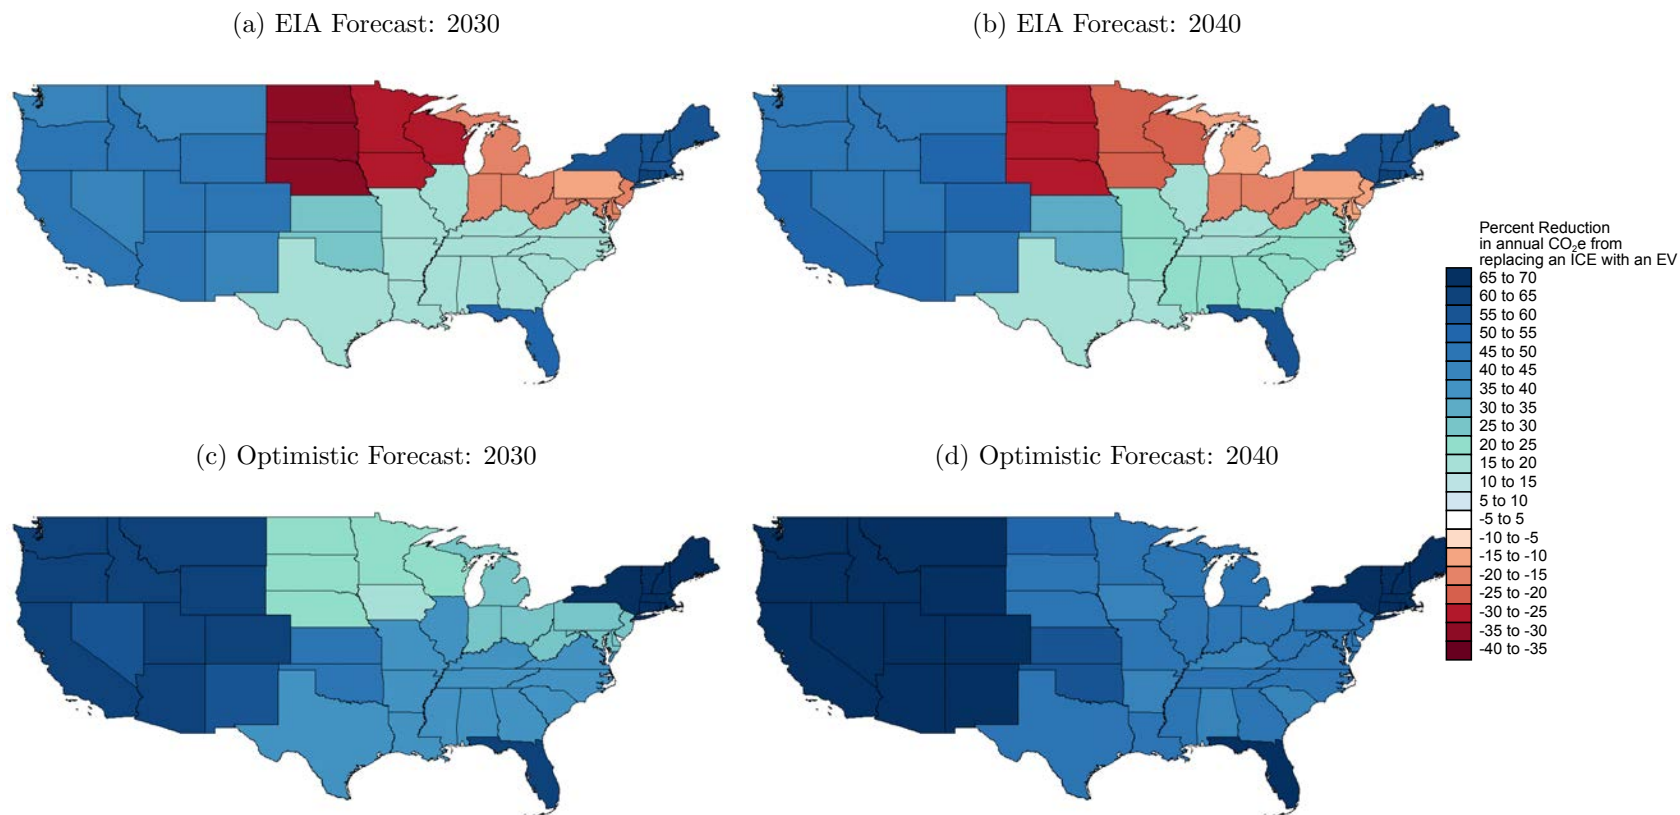 (a) EIA Forecast: 2030
(b) EIA Forecast: 2040
(c) Optimistic Forecast: 2030
(d) Optimistic Forecast: 2040
Percent Reduction
in annual CO₂e from
replacing an ICE with an EV
65 to 70
60 to 65
55 to 60
50 to 55
45 to 50
40 to 45
35 to 40
30 to 35
25 to 30
20 to 25
15 to 20
10 to 15
5 to 10
-5 to 5
-10 to -5
-15 to -10
-20 to -15
-25 to -20
-30 to -25
-35 to -30
-40 to -35